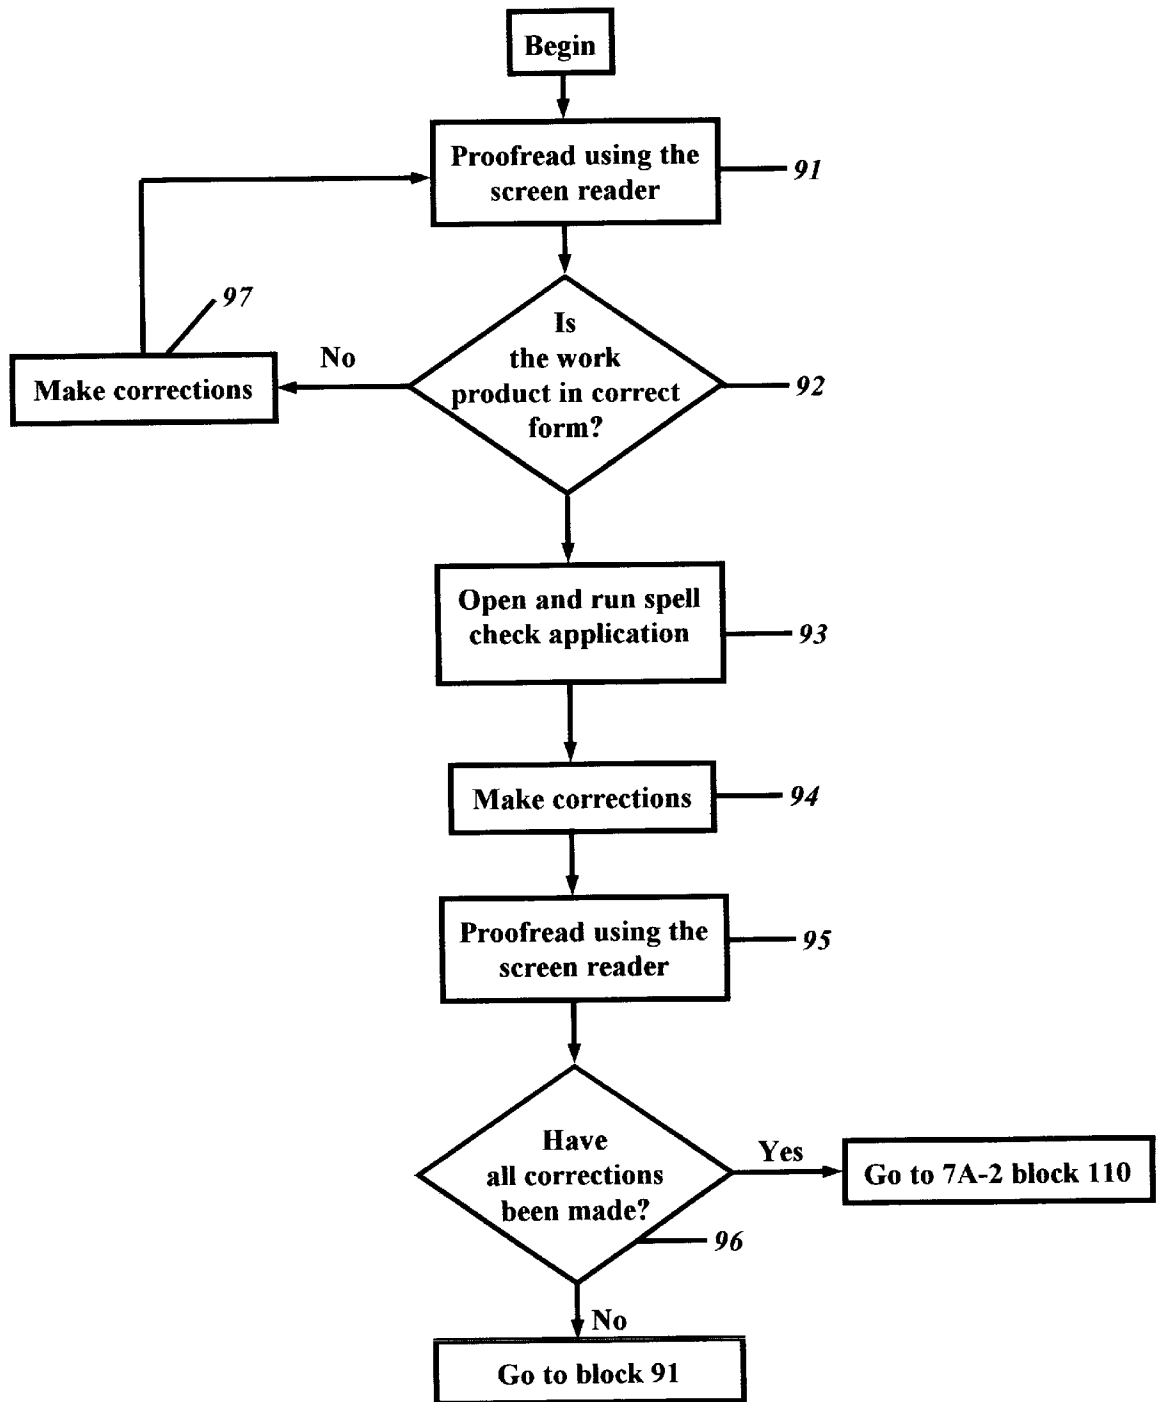 Begin
Proofread using the
screen reader
91
97
Is
the work
product in correct
form?
No
Make corrections
92
Open and run spell
check application
93
Make corrections
94
Proofread using the
screen reader
95
Have
all corrections
been made?
Yes
Go to 7A-2 block 110
96
No
Go to block 91